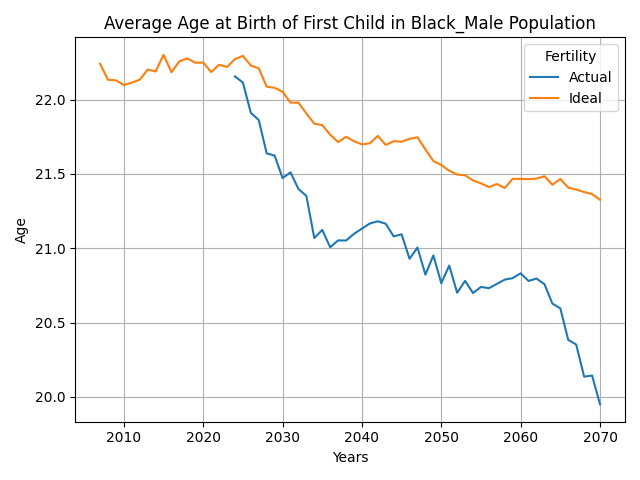 Average Age at Birth of First Child in Black_Male Population
Fertility
Actual
Ideal
22.0
21.5
21.0
20.5
20.0
Age
2010 2020 2030 2040 2050 2060 2070
Years